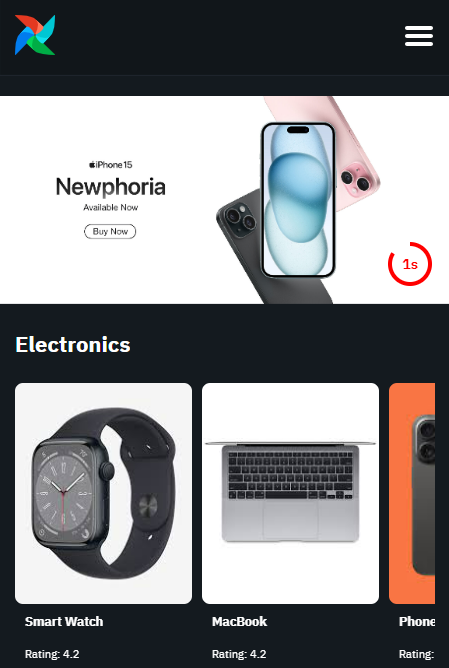 iPhone 15
Newphoria
Available Now
Buy Now
1s
Electronics
Smart Watch
MacBook
Phone
Rating: 4.2
Rating: 4.2
Rating: